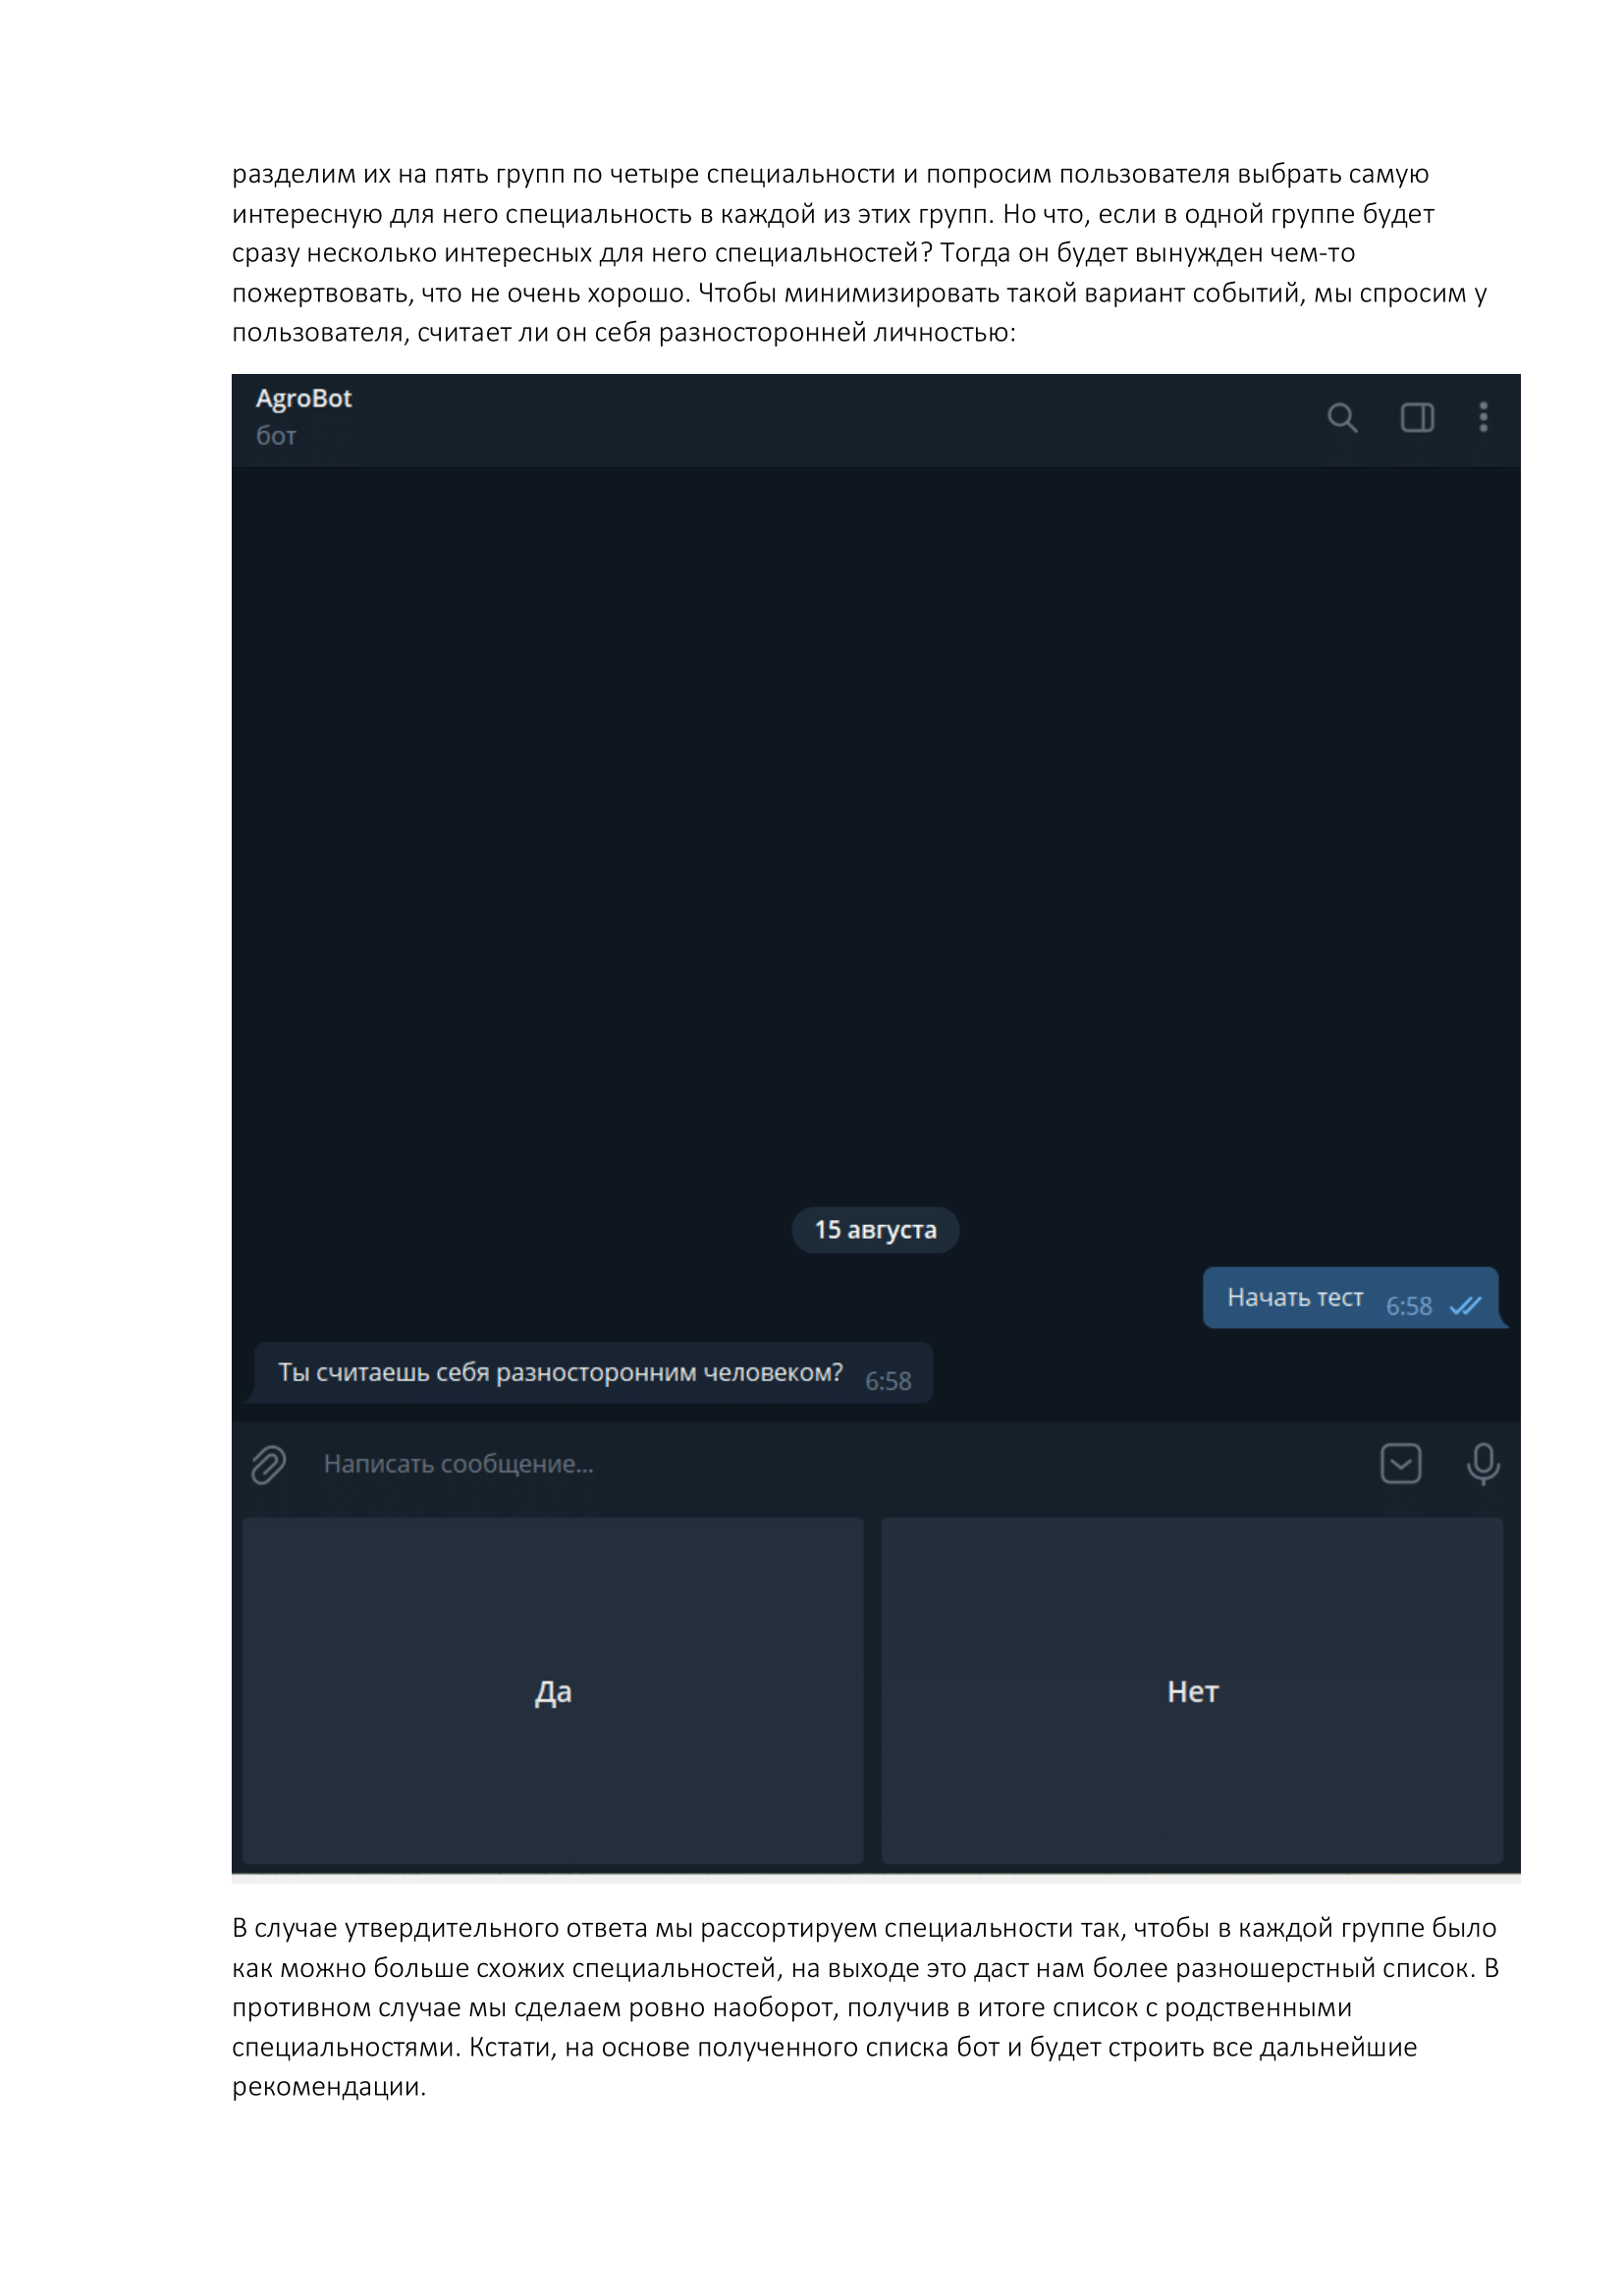 разделим их на пять групп по четыре специальности и попросим пользователя выбрать самую
интересную для него специальность в каждой из этих групп. Но что, если в одной группе будет
сразу несколько интересных для него специальностей? Тогда он будет вынужден чем-то
пожертвовать, что не очень хорошо. Чтобы минимизировать такой вариант событий, мы спросим у
пользователя, считает ли он себя разносторонней личностью:
AgroBot
бот
15 августа
Начать тест 6:58
Ты считаешь себя разносторонним человеком? 6:58
Написать сообщение...
Да Нет
В случае утвердительного ответа мы рассортируем специальности так, чтобы в каждой группе было
как можно больше схожих специальностей, на выходе это даст нам более разношерстный список. В
противном случае мы сделаем ровно наоборот, получив в итоге список с родственными
специальностями. Кстати, на основе полученного списка бот и будет строить все дальнейшие
рекомендации.